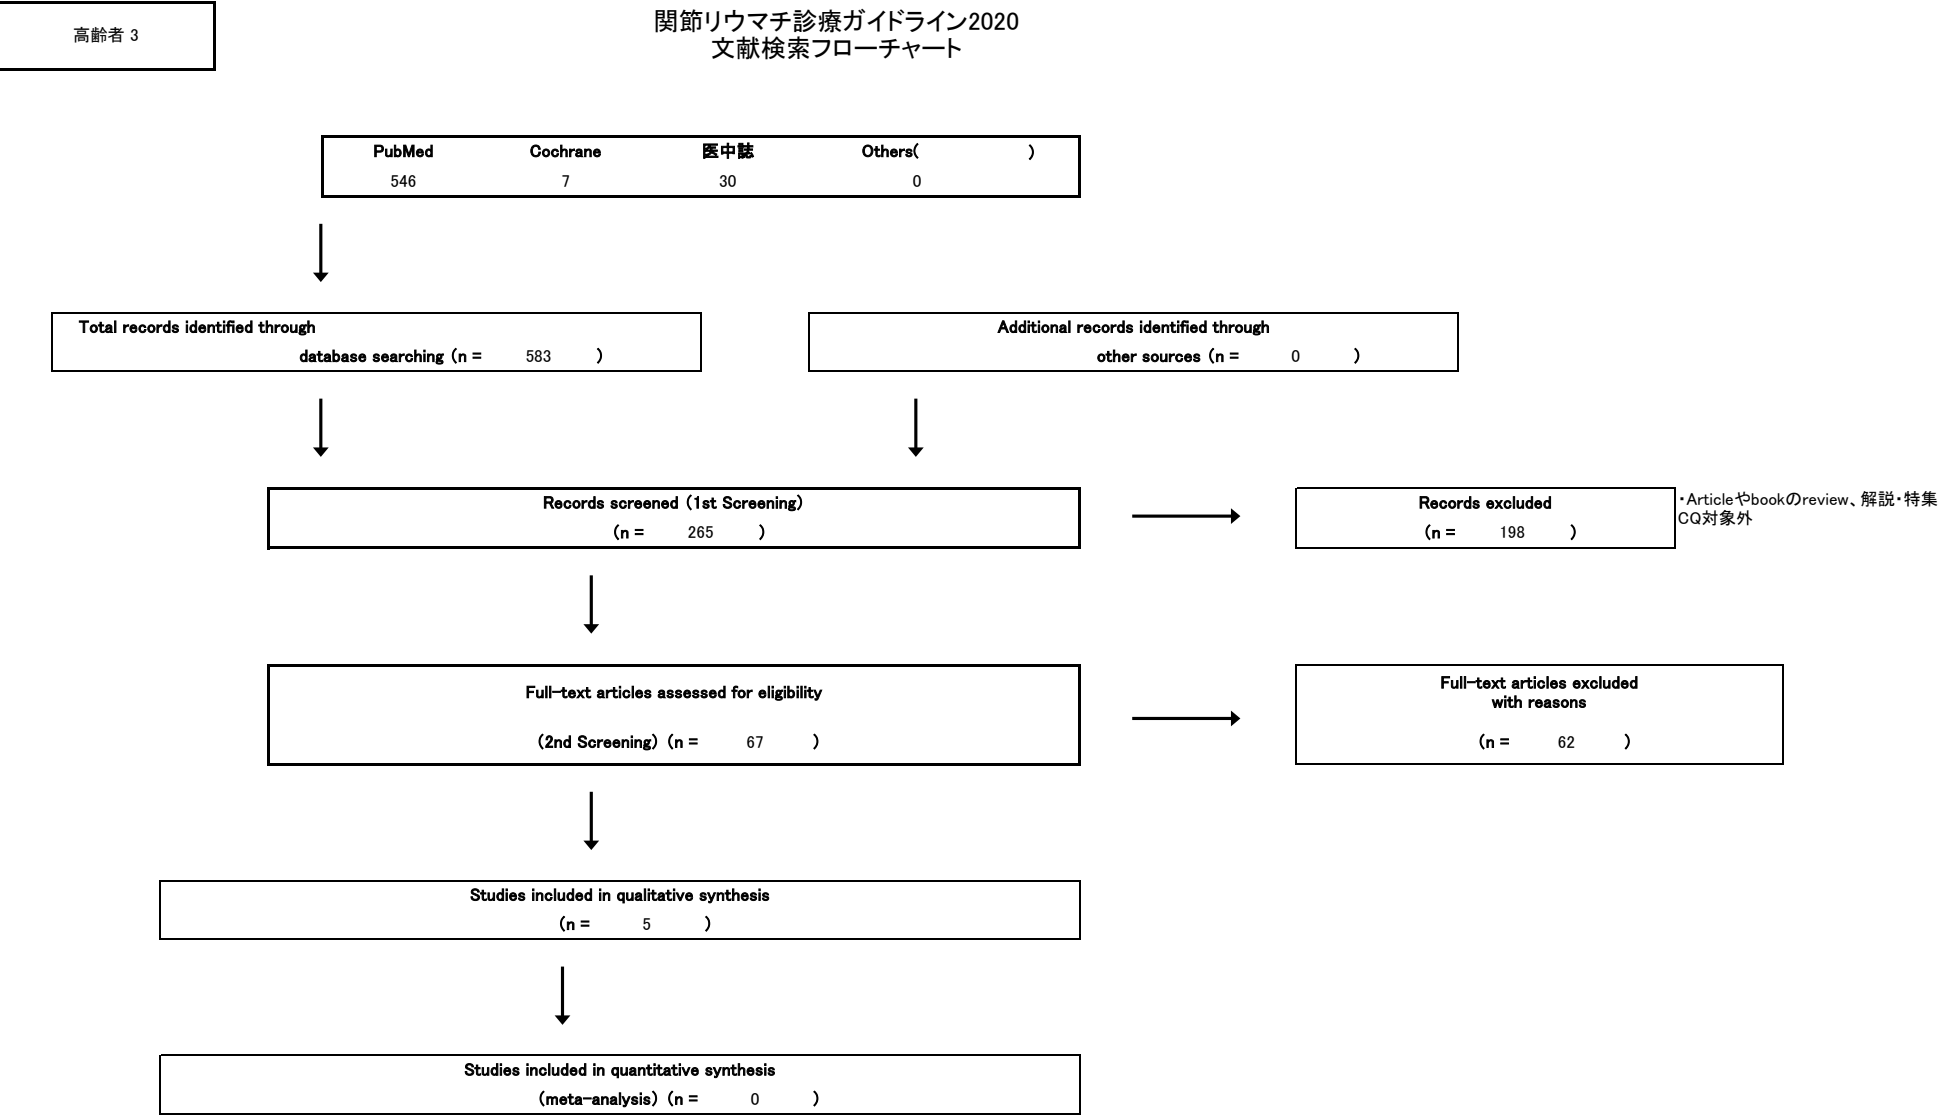 高齢者 3
関節リウマチ診療ガイドライン2020
文献検索フローチャート
PubMed Cochrane 医中誌 Others( )
546 7 30 0
Total records identified through
database searching (n = 583 )
Additional records identified through
other sources (n = 0 )
Records screened (1st Screening)
(n = 265 )
Records excluded
(n = 198 )
・Articleやbookのreview、解説・特集
CQ対象外
Full-text articles assessed for eligibility
(2nd Screening) (n = 67 )
Full-text articles excluded
with reasons
(n = 62 )
Studies included in qualitative synthesis
(n = 5 )
Studies included in quantitative synthesis
(meta-analysis) (n = 0 )